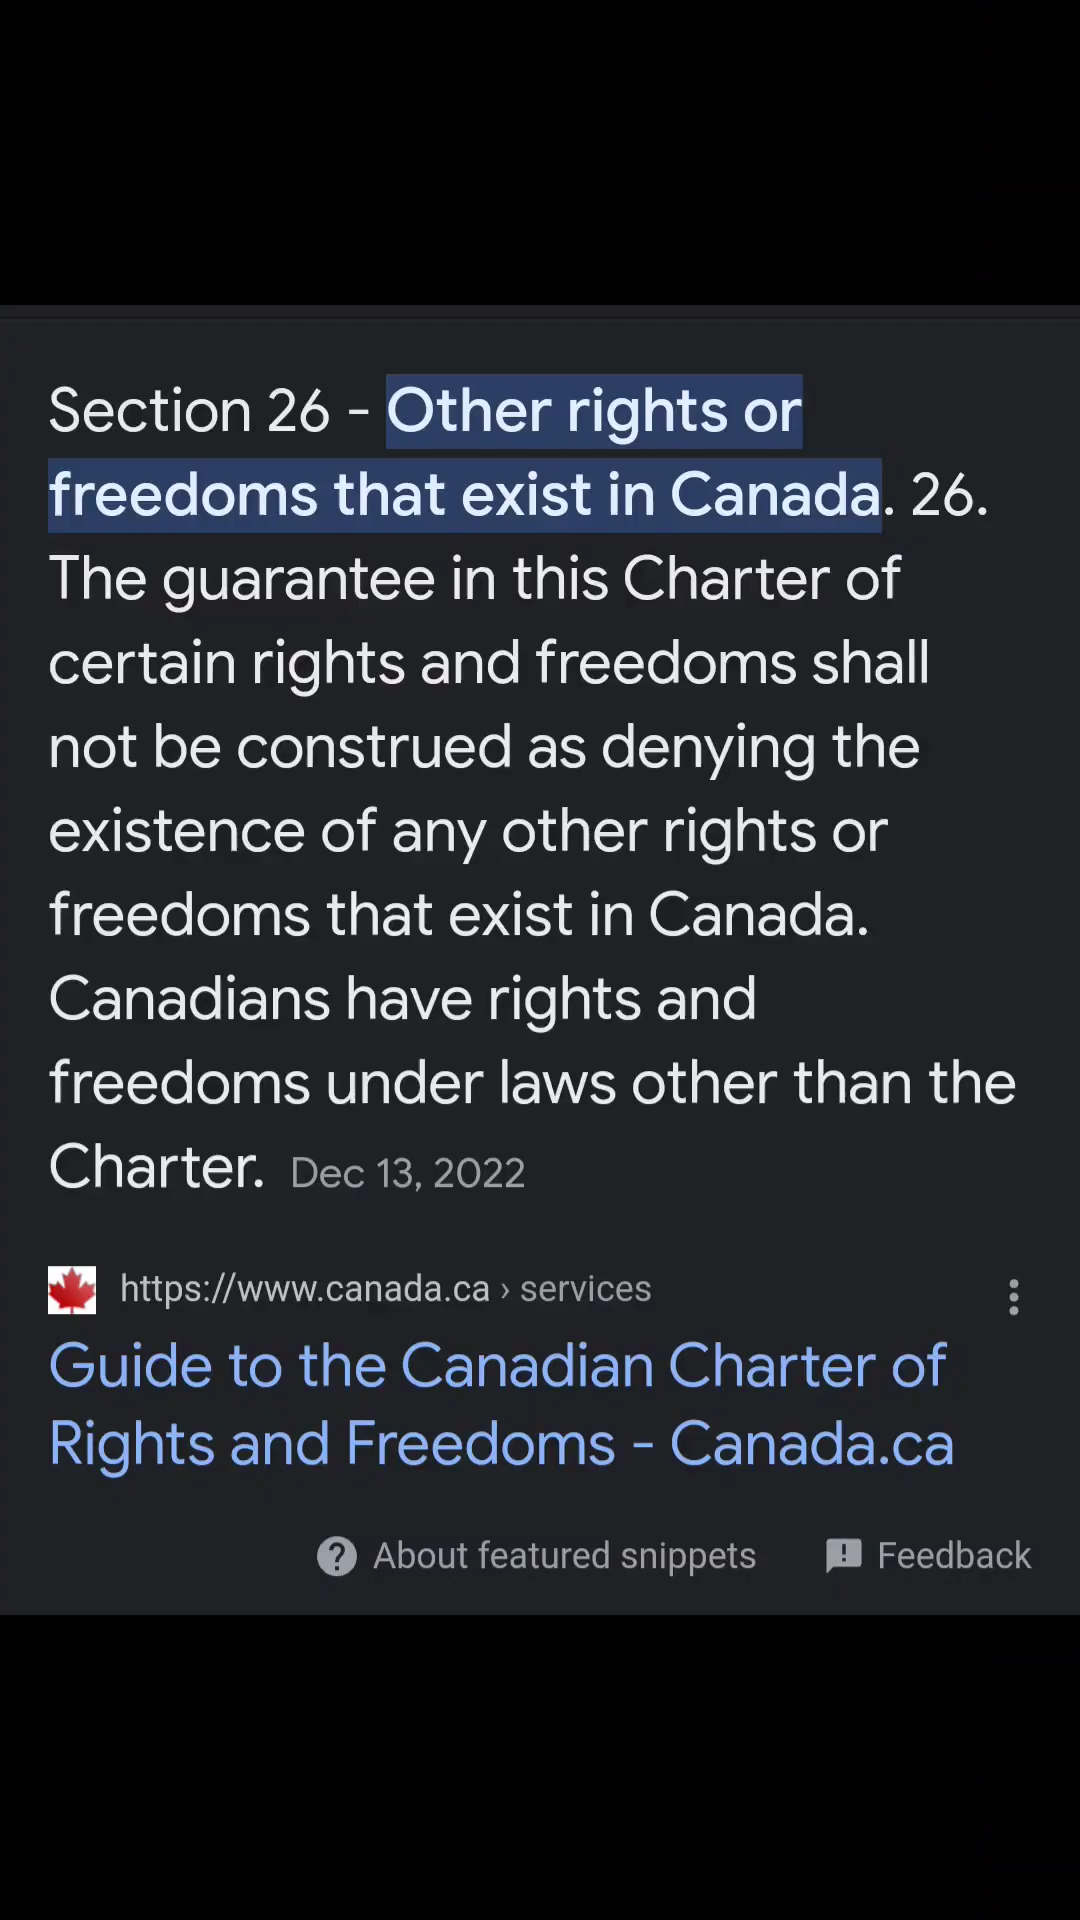 Section 26 - Other rights or
freedoms that exist in Canada. 26.
The guarantee in this Charter of
certain rights and freedoms shall
not be construed as denying the
existence of any other rights or
freedoms that exist in Canada.
Canadians have rights and
freedoms under laws other than the
Charter. Dec 13, 2022
https://www.canada.ca › services
Guide to the Canadian Charter of
Rights and Freedoms - Canada.ca
About featured snippets Feedback